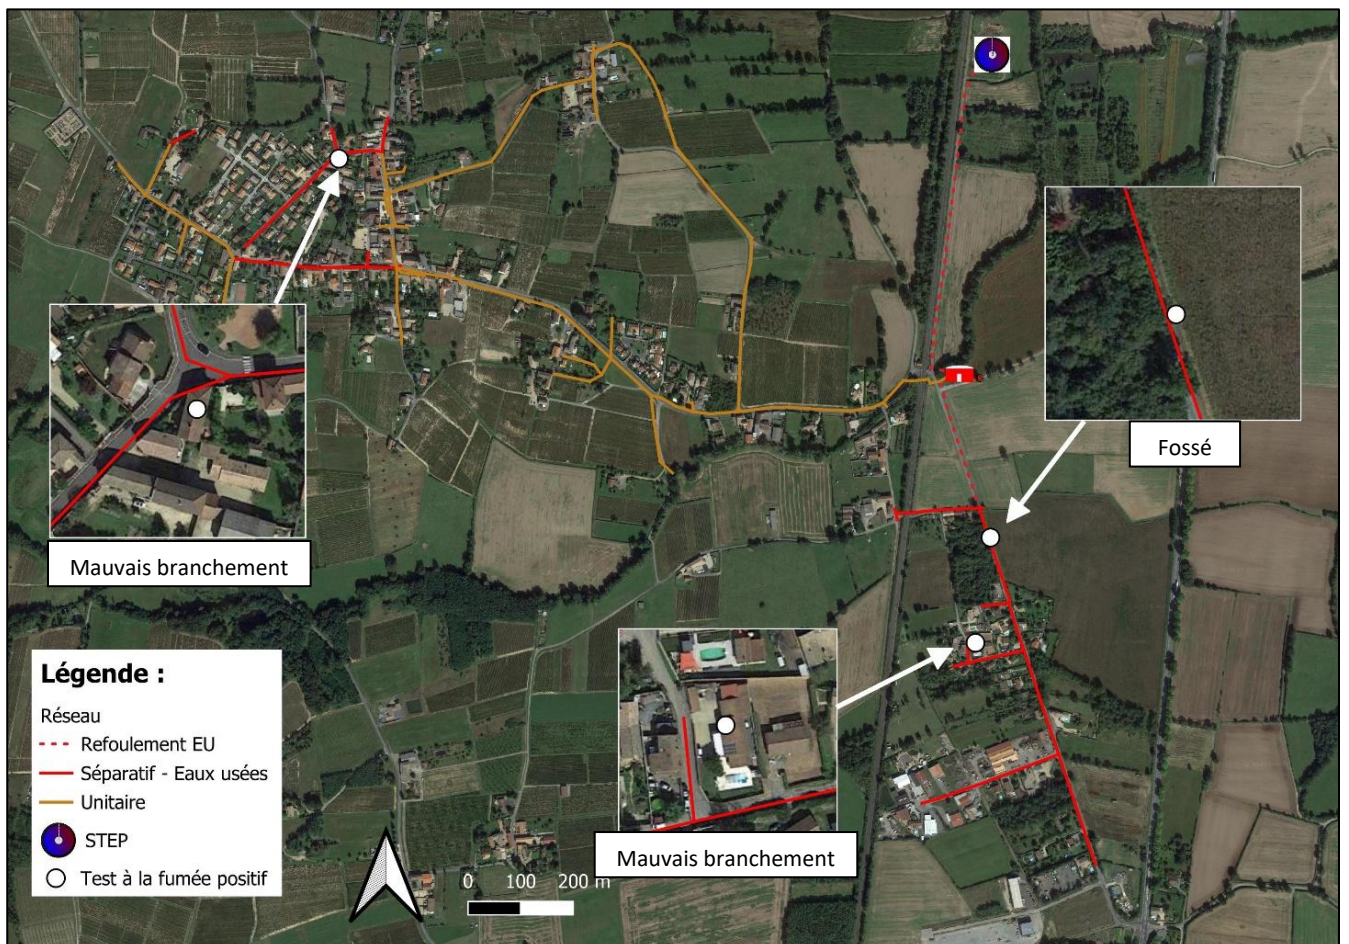 Fossé
Mauvais branchement
Légende :
Réseau
Refoulement EU
Séparatif - Eaux usées
Unitaire
STEP
Test à la fumée positif
Mauvais branchement
0 100 200 m